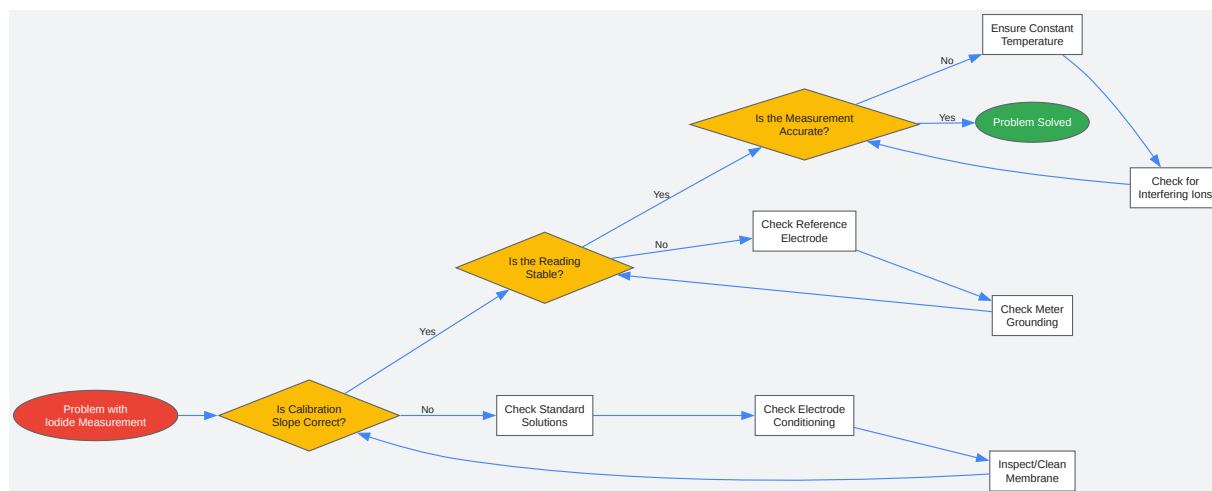 Ensure Constant
Temperature
No
Is the Measurement
Accurate?
Yes
Problem Solved
Check for
Interfering Ions
Yes
Check Reference
Electrode
No
Is the Reading
Stable?
Check Meter
Grounding
Yes
Problem with
Iodide Measurement
Is Calibration
Slope Correct?
No
Check Standard
Solutions
Check Electrode
Conditioning
Inspect/Clean
Membrane